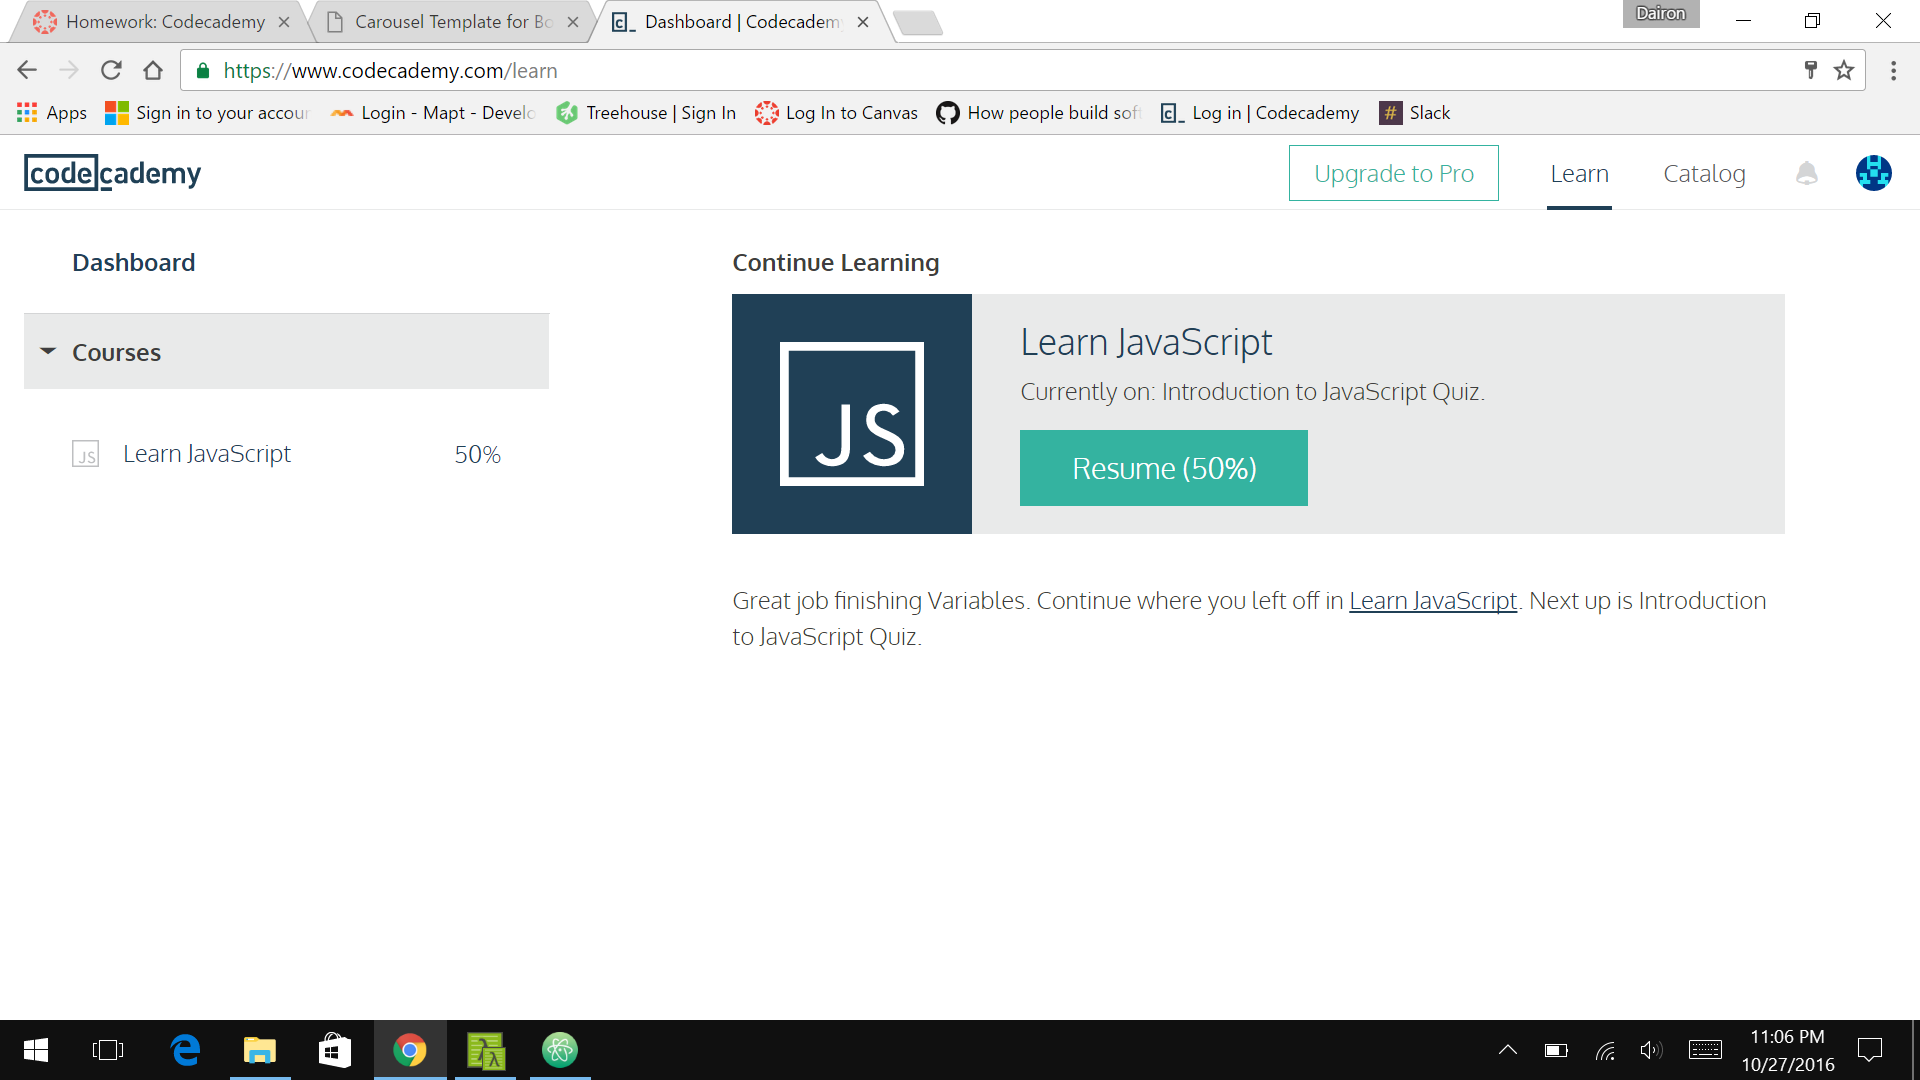 Homework: Codecademy
Carousel Template for Bo
Dashboard | Codecadem
Dairon
https://www.codecademy.com/learn
Apps
Sign in to your accour
Login - Mapt - Develo
Treehouse | Sign In
Log In to Canvas
How people build sof
Log in | Codecademy
Slack
codecademy
Upgrade to Pro
Learn
Catalog
Dashboard
Courses
JS
Learn JavaScript
50%
Continue Learning
JS
Learn JavaScript
Currently on: Introduction to JavaScript Quiz.
Resume (50%)
Great job finishing Variables. Continue where you left off in Learn JavaScript. Next up is Introduction
to JavaScript Quiz.
11:06 PM
10/27/2016